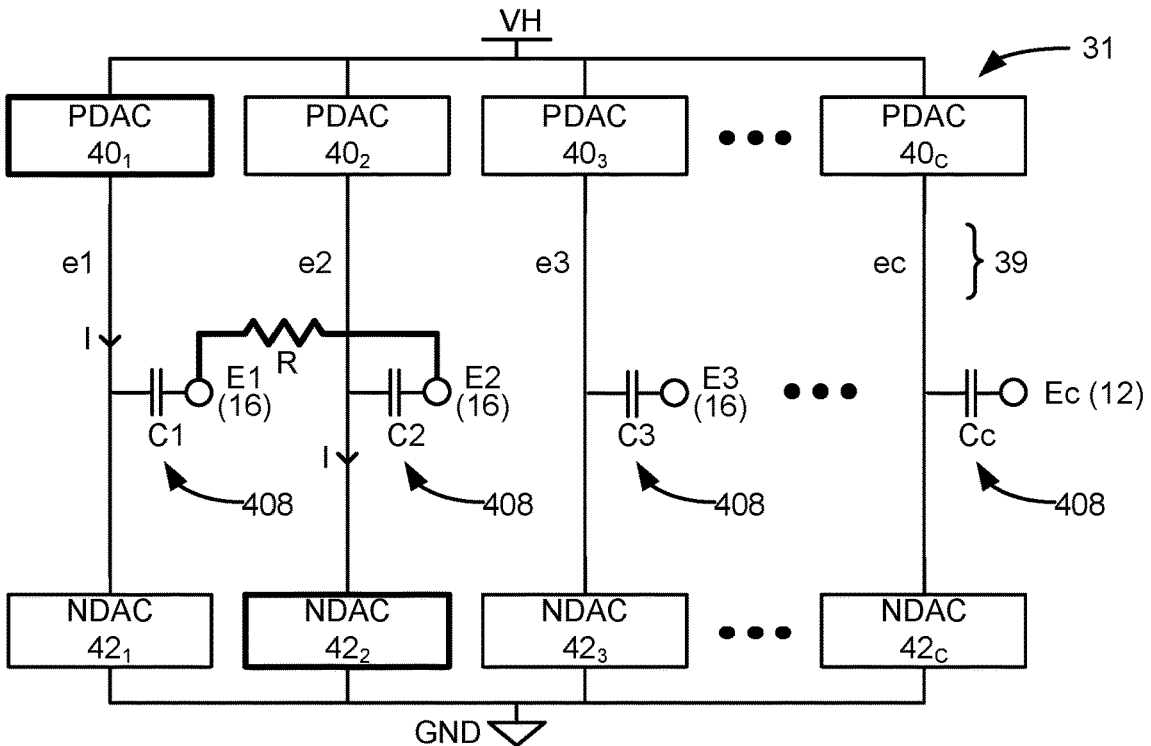 VH
31
PDAC PDAC PDAC PDAC
40₁ 40₂ 40₃ 40C
e1 e2 e3 ec 39
I
R
E1 E2 E3 Ec (12)
(16) (16) (16)
C1 C2 C3 Cc
I
408 408 408 408
NDAC NDAC NDAC NDAC
42₁ 42₂ 42₃ 42C
GND